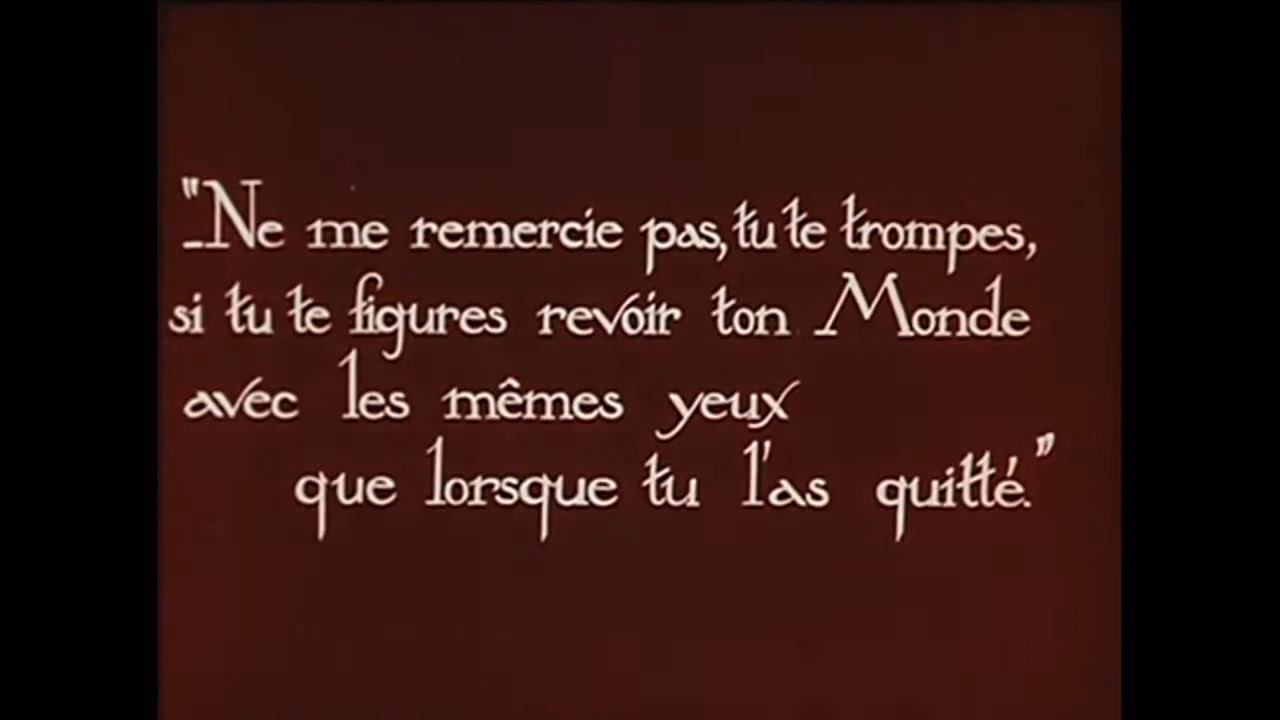 "Ne me remercie pas, tu te trompes,
si tu te figures revoir ton Monde
avec les mêmes yeux
que lorsque tu l'as quitté."